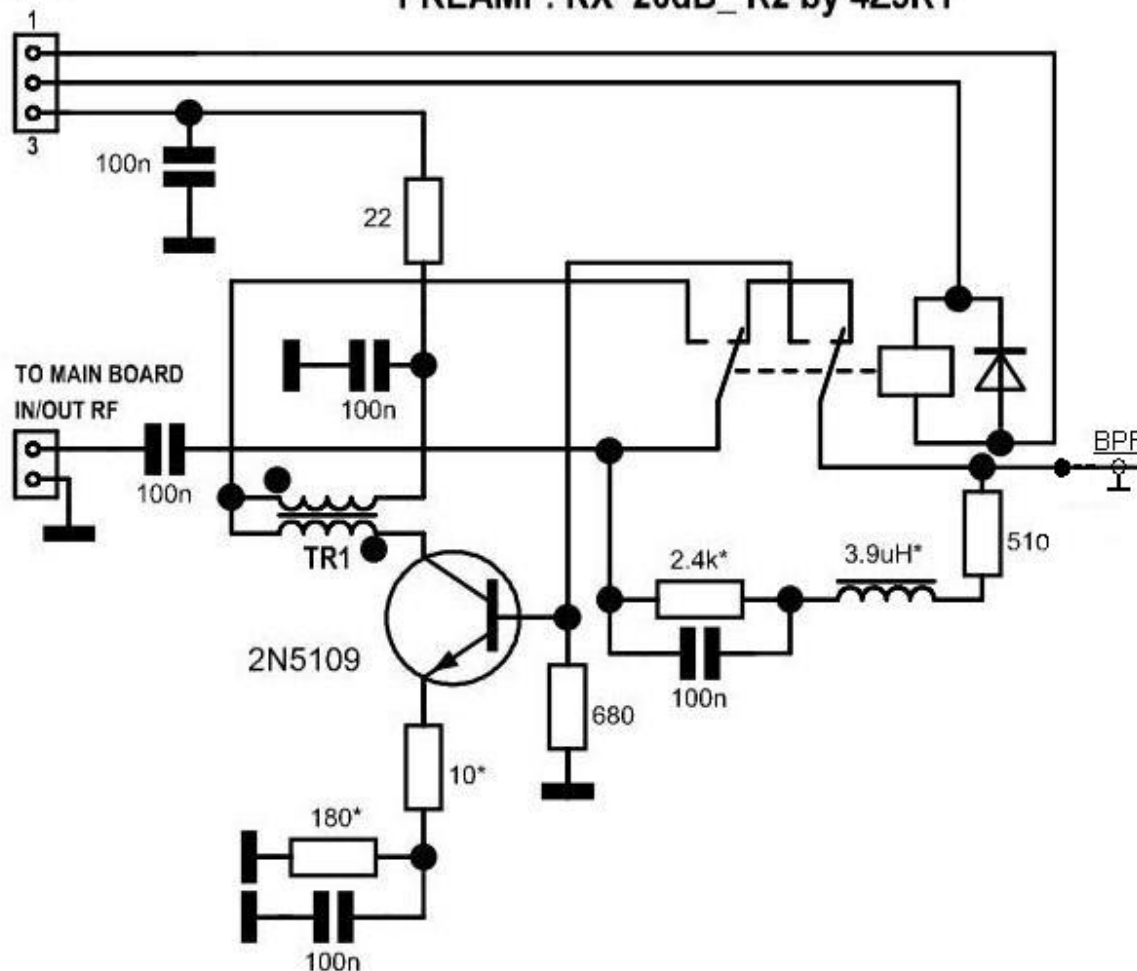 1
3
100n
22
TO MAIN BOARD
IN/OUT RF
100n
100n
TR1
2N5109
10*
180*
100n
680
2.4k*
100n
3.9uH*
510